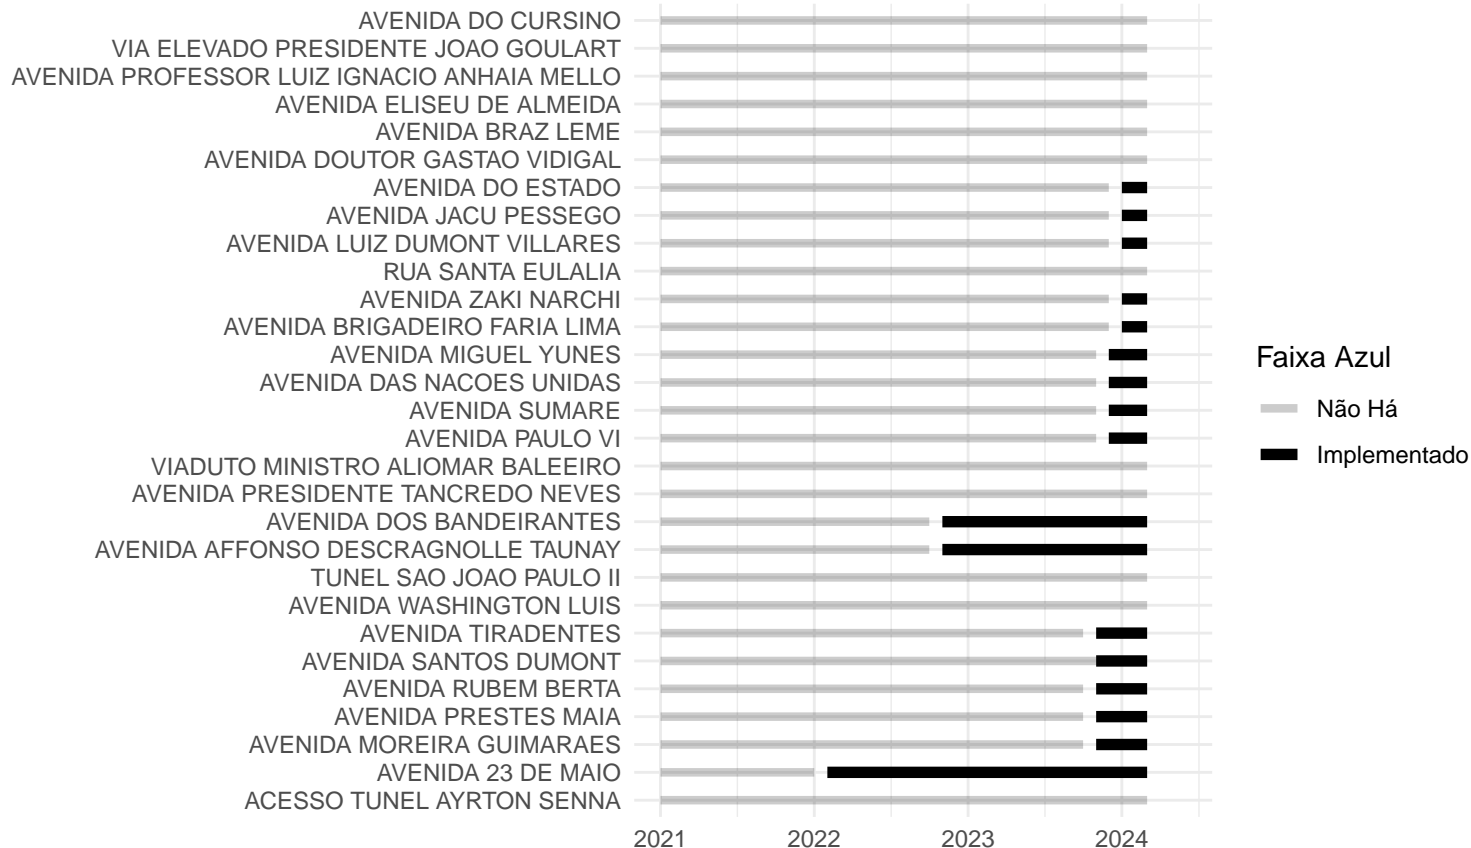 AVENIDA DO CURSINO
VIA ELEVADO PRESIDENTE JOAO GOULART
AVENIDA PROFESSOR LUIZ IGNACIO ANHAIA MELLO
AVENIDA ELISEU DE ALMEIDA
AVENIDA BRAZ LEME
AVENIDA DOUTOR GASTAO VIDIGAL
AVENIDA DO ESTADO
AVENIDA JACU PESSEGO
AVENIDA LUIZ DUMONT VILLARES
RUA SANTA EULALIA
AVENIDA ZAKI NARCHI
AVENIDA BRIGADEIRO FARIA LIMA
AVENIDA MIGUEL YUNES
AVENIDA DAS NACOES UNIDAS
AVENIDA SUMARE
AVENIDA PAULO VI
VIADUTO MINISTRO ALIOMAR BALEEIRO
AVENIDA PRESIDENTE TANCREDO NEVES
AVENIDA DOS BANDEIRANTES
AVENIDA AFFONSO DESCRAGNOLLE TAUNAY
TUNEL SAO JOAO PAULO II
AVENIDA WASHINGTON LUIS
AVENIDA TIRADENTES
AVENIDA SANTOS DUMONT
AVENIDA RUBEM BERTA
AVENIDA PRESTES MAIA
AVENIDA MOREIRA GUIMARAES
AVENIDA 23 DE MAIO
ACESSO TUNEL AYRTON SENNA
2021 2022 2023 2024
Faixa Azul
Não Há
Implementado